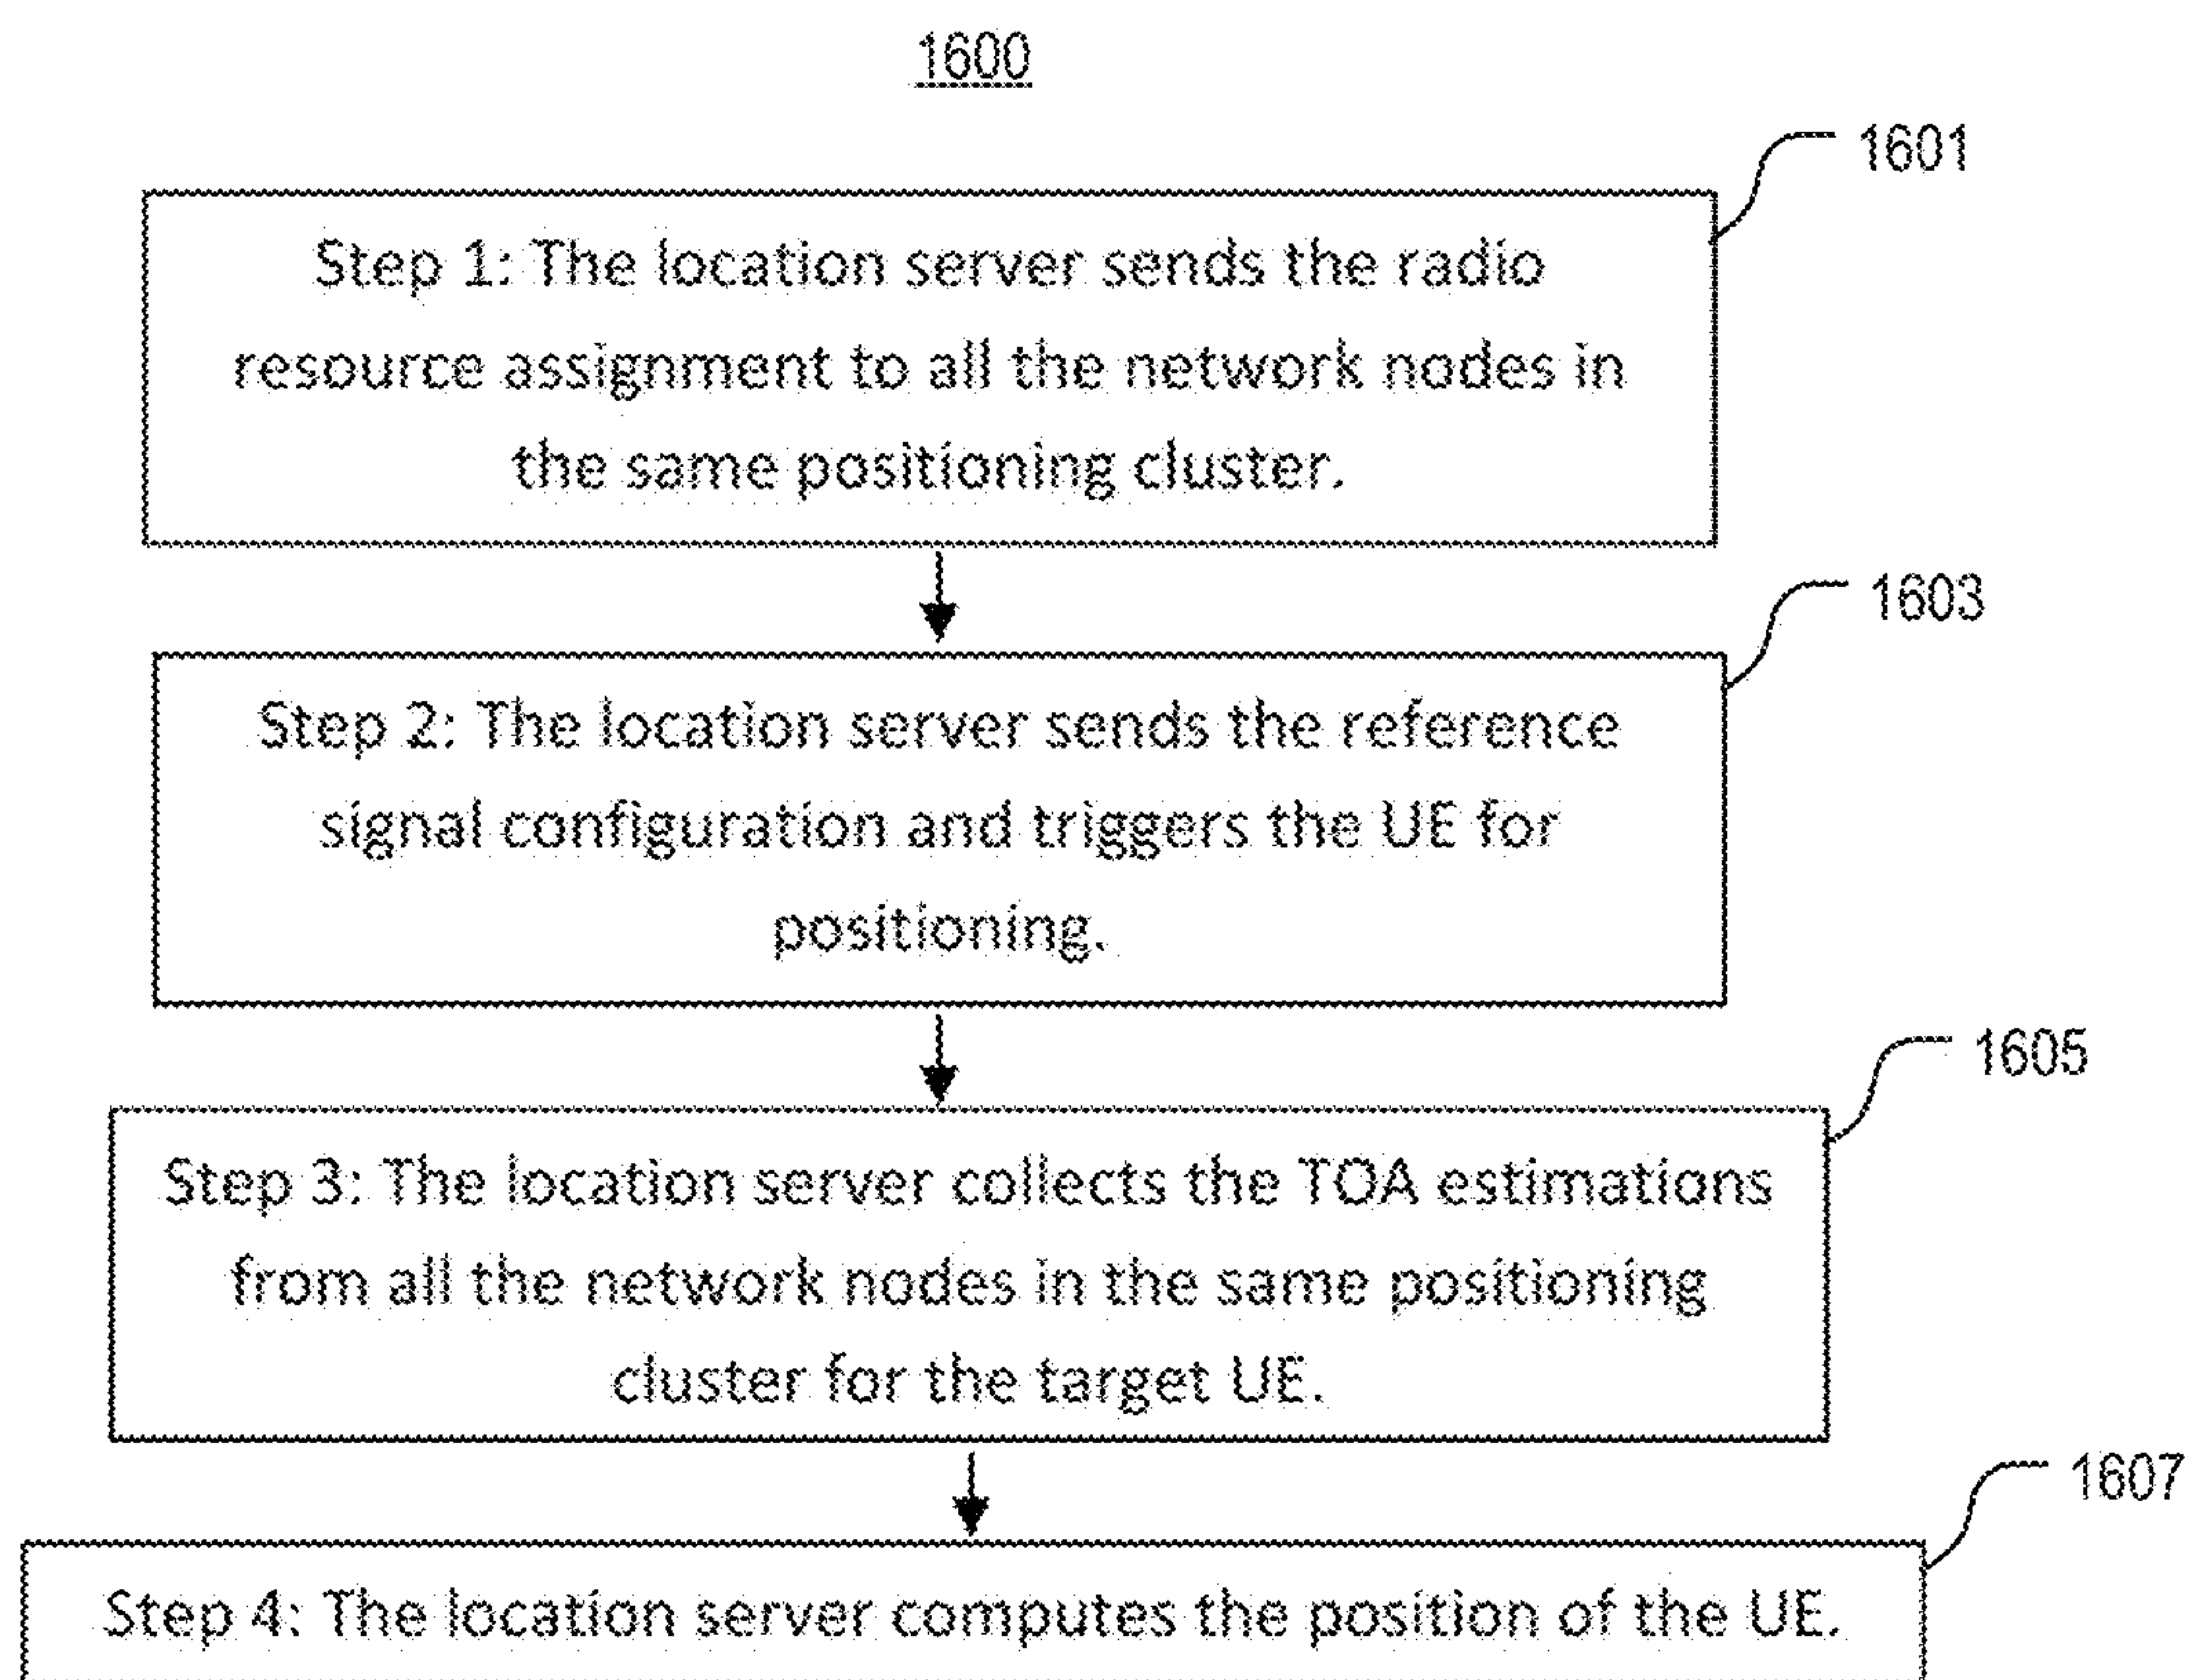 1600
1601
Step 1: The location server sends the radio
resource assignment to all the network nodes in
the same positioning cluster.
1603
Step 2: The location server sends the reference
signal configuration and triggers the UE for
positioning.
1605
Step 3: The location server collects the TOA estimations
from all the network nodes in the same positioning
cluster for the target UE.
1607
Step 4: The location server computes the position of the UE.